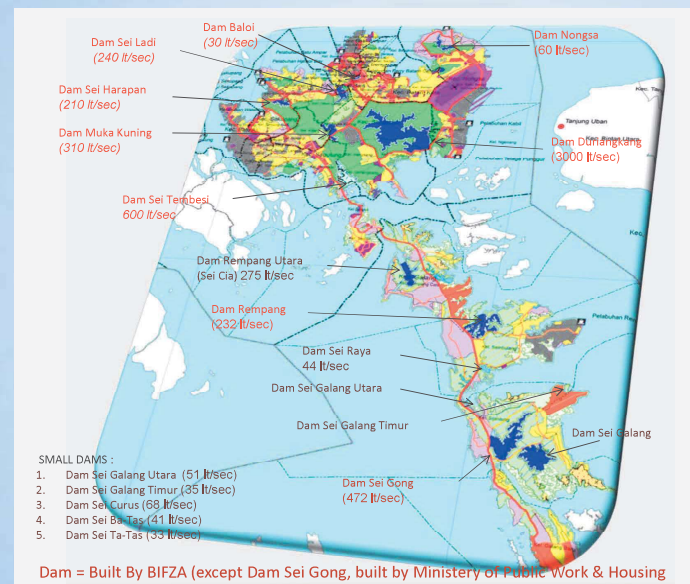 Dam Baloi
(30 lt/sec)
Dam Nongsa
(60 lt/sec)
Dam Sei Ladi
(240 lt/sec)
Dam Sei Harapan
(210 lt/sec)
Tanjung Uban
Dam Muka Kuning
(310 lt/sec)
Dam Duriangkang
(3000 lt/sec)
Dam Sei Tembesi
600 lt/sec
Dam Rempang Utara
(Sei Cia) 275 lt/sec
Dam Rempang
(232 lt/sec)
Dam Sei Raya
44 lt/sec
Dam Sei Galang Utara
Dam Sei Galang Timur
Dam Sei Galang
Dam Sei Gong
(472 lt/sec)
SMALL DAMS :
1. Dam Sei Galang Utara (51 lt/sec)
2. Dam Sei Galang Timur (35 lt/sec)
3. Dam Sei Curus (68 lt/sec)
4. Dam Sei Ba-Tas (41 lt/sec)
5. Dam Sei Ta-Tas (33 lt/sec)
Dam = Built By BIFZA (except Dam Sei Gong, built by Ministery of Public Work & Housing